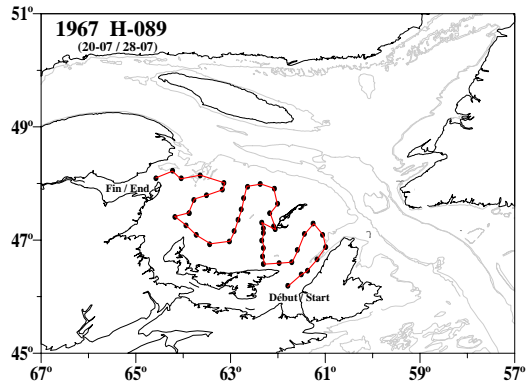 51°
1967 H-089
(20-07 / 28-07)
49°
Fin / End
47°
Début / Start
45°
67° 65° 63° 61° 59° 57°